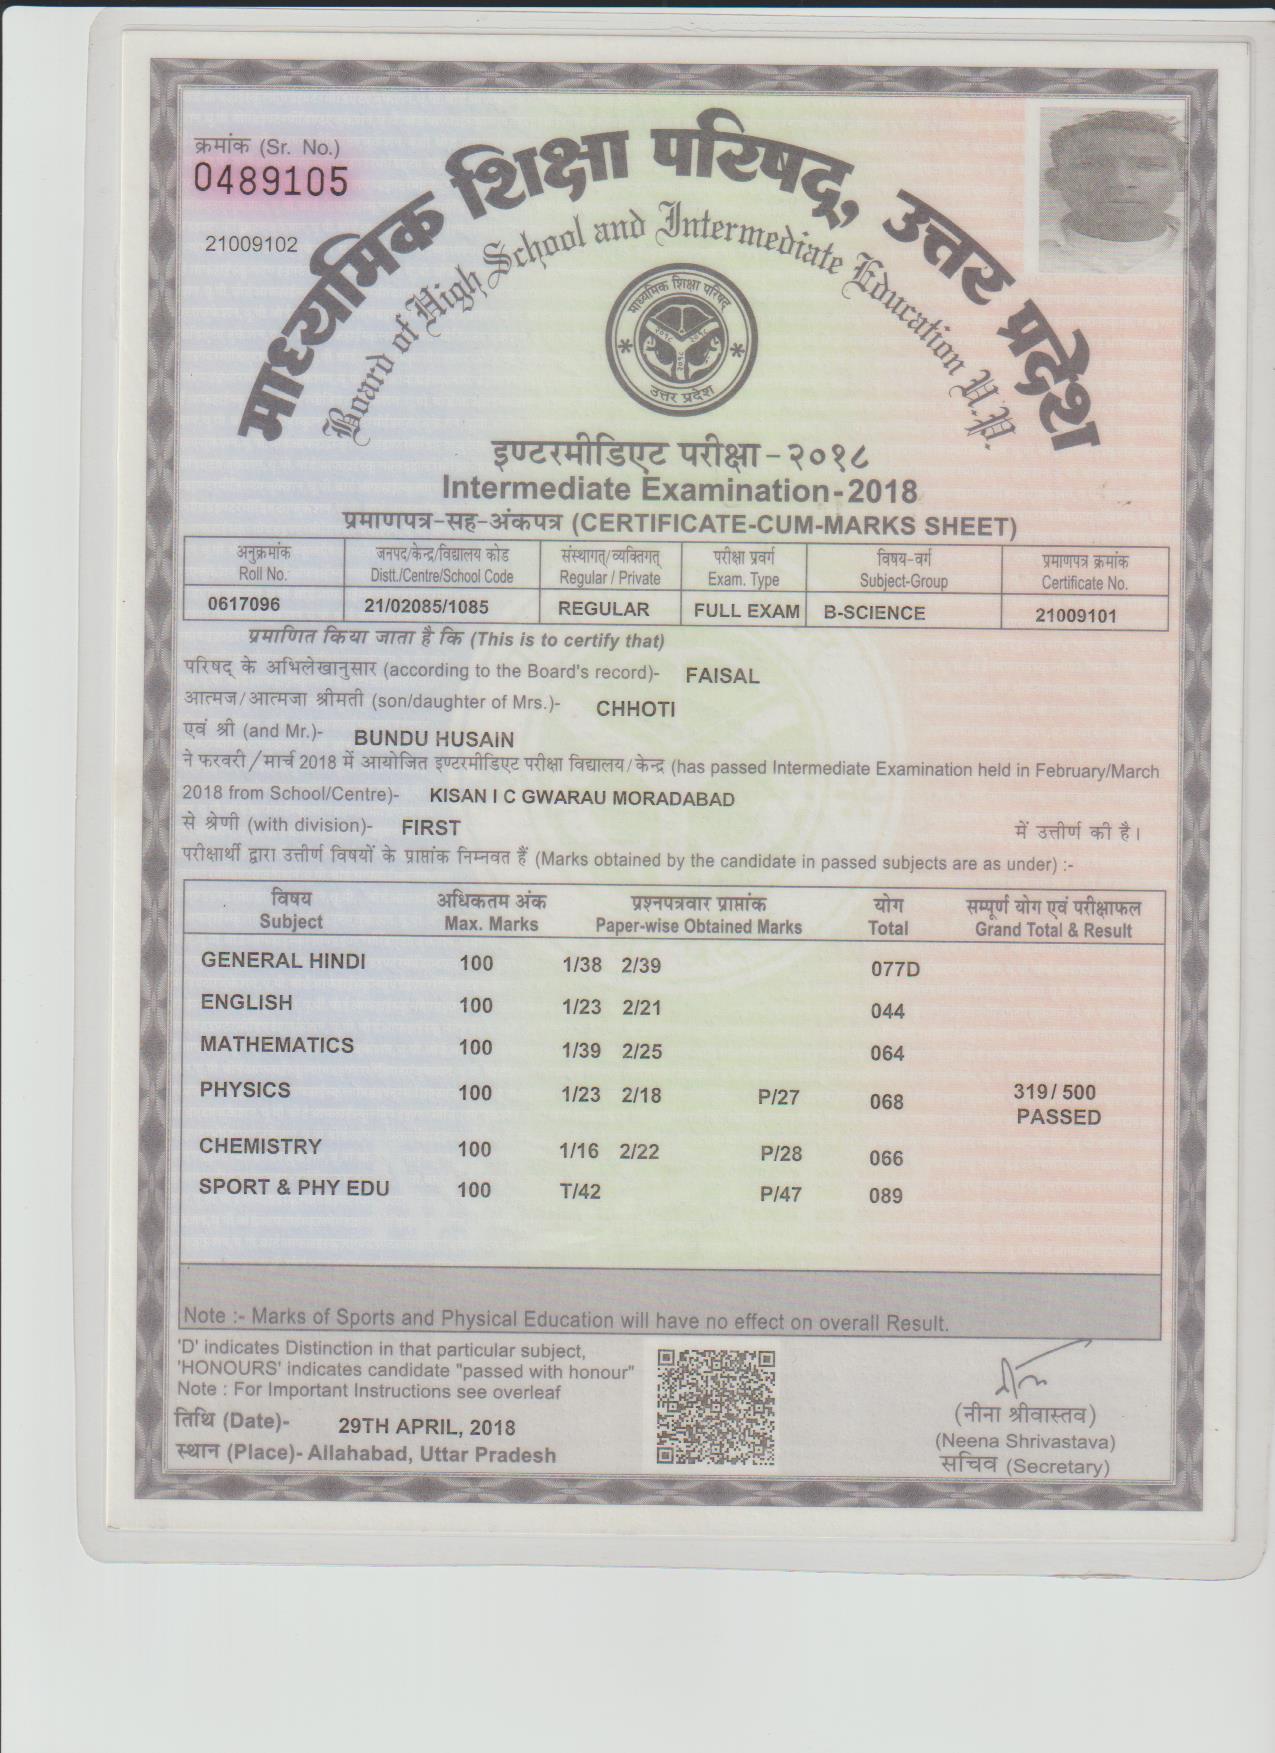 क्रमांक (Sr. No.)
0489105
21009102
माध्यमिक शिक्षा परिषद्, उत्तर प्रदेश
Board of High School and Intermediate Education U.P.
माध्यमिक शिक्षा परिषद्
२०१८ २०१८
२०१८
उत्तर प्रदेश
इण्टरमीडिएट परीक्षा - २०१८
Intermediate Examination - 2018
प्रमाणपत्र-सह-अंकपत्र (CERTIFICATE-CUM-MARKS SHEET)
अनुक्रमांक जनपद/केन्द्र/विद्यालय कोड संस्थागत्/व्यक्तिगत् परीक्षा प्रवर्ग विषय-वर्ग प्रमाणपत्र क्रमांक
Roll No. Distt./Centre/School Code Regular / Private Exam. Type Subject-Group Certificate No.
0617096 21/02085/1085 REGULAR FULL EXAM B-SCIENCE 21009101
प्रमाणित किया जाता है कि (This is to certify that)
परिषद् के अभिलेखानुसार (according to the Board's record)- FAISAL
आत्मज/आत्मजा श्रीमती (son/daughter of Mrs.)- CHHOTI
एवं श्री (and Mr.)- BUNDU HUSAIN
ने फरवरी/मार्च 2018 में आयोजित इण्टरमीडिएट परीक्षा विद्यालय/केन्द्र (has passed Intermediate Examination held in February/March
2018 from School/Centre)- KISAN I C GWARAU MORADABAD
से श्रेणी (with division)- FIRST में उत्तीर्ण की है।
परीक्षार्थी द्वारा उत्तीर्ण विषयों के प्राप्तांक निम्नवत हैं (Marks obtained by the candidate in passed subjects are as under) :-
विषय अधिकतम अंक प्रश्नपत्रवार प्राप्तांक योग सम्पूर्ण योग एवं परीक्षाफल
Subject Max. Marks Paper-wise Obtained Marks Total Grand Total & Result
GENERAL HINDI 100 1/38 2/39 077D
ENGLISH 100 1/23 2/21 044
MATHEMATICS 100 1/39 2/25 064
PHYSICS 100 1/23 2/18 P/27 068 319/ 500
PASSED
CHEMISTRY 100 1/16 2/22 P/28 066
SPORT & PHY EDU 100 T/42 P/47 089
Note :- Marks of Sports and Physical Education will have no effect on overall Result.
'D' indicates Distinction in that particular subject,
'HONOURS' indicates candidate "passed with honour"
Note : For Important Instructions see overleaf
तिथि (Date)- 29TH APRIL, 2018
स्थान (Place)- Allahabad, Uttar Pradesh
(नीना श्रीवास्तव)
(Neena Shrivastava)
सचिव (Secretary)